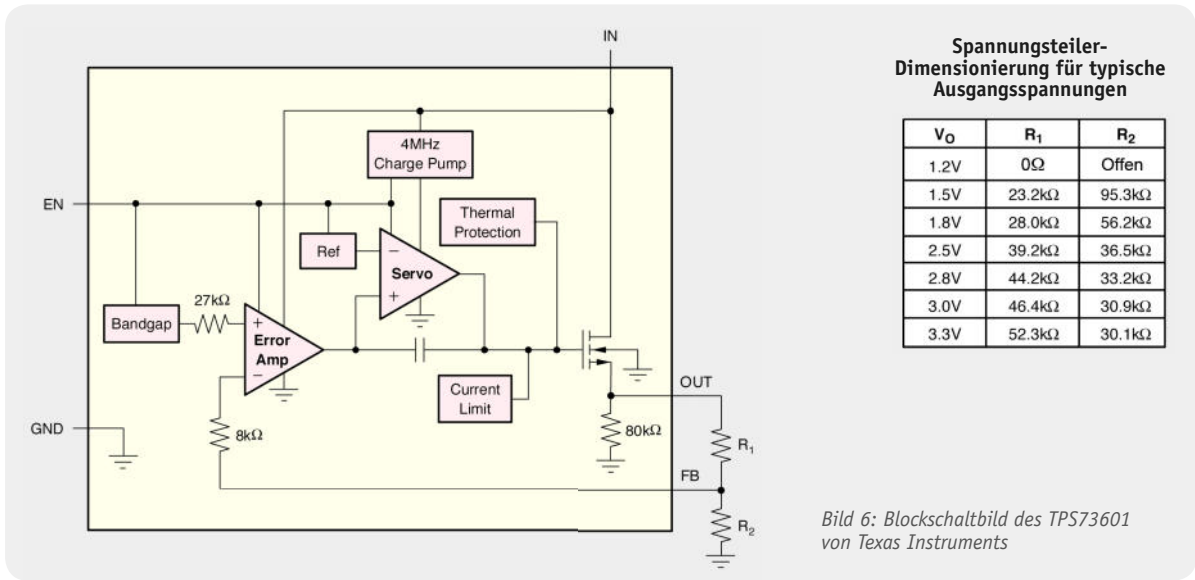 IN
4MHz
Charge Pump
EN
Thermal
Protection
Ref
−
Servo
+
27kΩ
Bandgap
+
Error
Amp
−
Current
Limit
OUT
GND
8kΩ
80kΩ
R1
FB
R2
Spannungsteiler-
Dimensionierung für typische
Ausgangsspannungen
VO R1 R2
1.2V 0Ω Offen
1.5V 23.2kΩ 95.3kΩ
1.8V 28.0kΩ 56.2kΩ
2.5V 39.2kΩ 36.5kΩ
2.8V 44.2kΩ 33.2kΩ
3.0V 46.4kΩ 30.9kΩ
3.3V 52.3kΩ 30.1kΩ
Bild 6: Blockschaltbild des TPS73601
von Texas Instruments